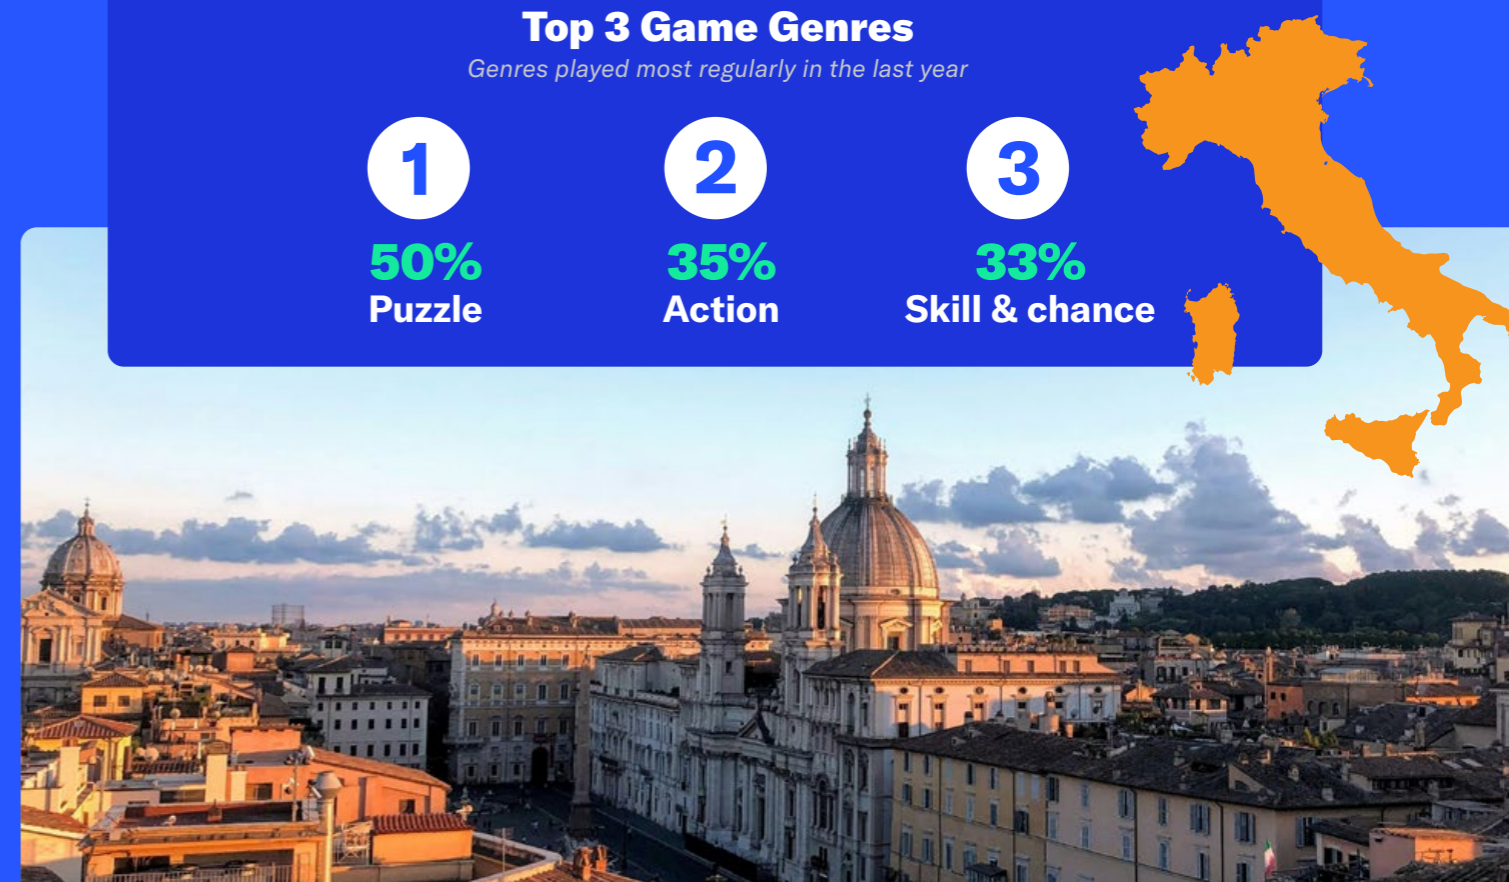 Top 3 Game Genres
Genres played most regularly in the last year
1 2 3
50% 35% 33%
Puzzle Action Skill & chance